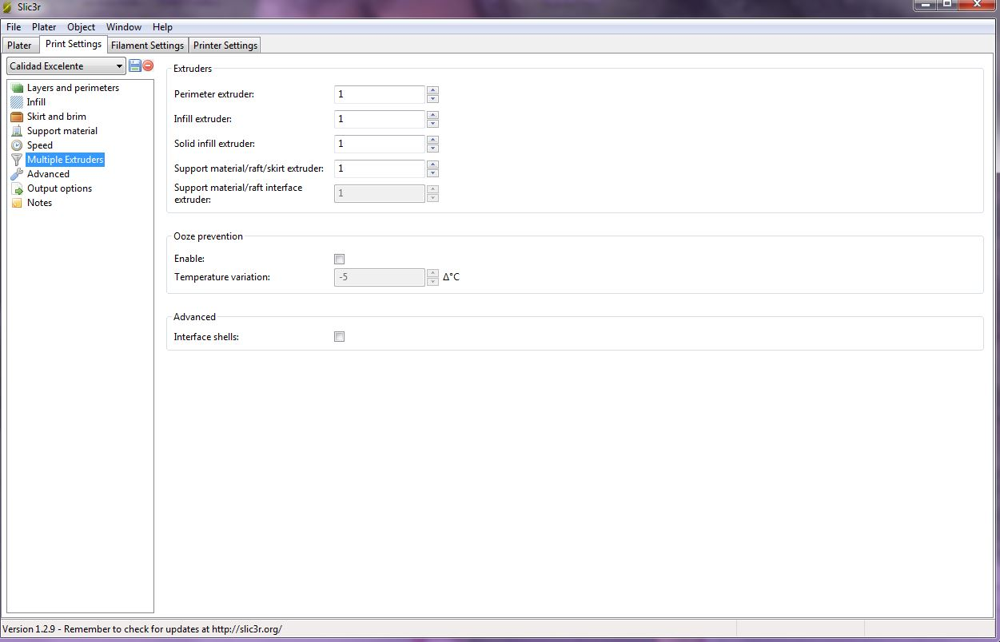 Slic3r
File Plater Object Window Help
Plater Print Settings Filament Settings Printer Settings
Calidad Excelente
Layers and perimeters
Infill
Skirt and brim
Support material
Speed
Multiple Extruders
Advanced
Output options
Notes
Extruders
Perimeter extruder: 1
Infill extruder: 1
Solid infill extruder: 1
Support material/raft/skirt extruder: 1
Support material/raft interface
extruder: 1
Ooze prevention
Enable:
Temperature variation: -5 Δ°C
Advanced
Interface shells:
Version 1.2.9 - Remember to check for updates at http://slic3r.org/